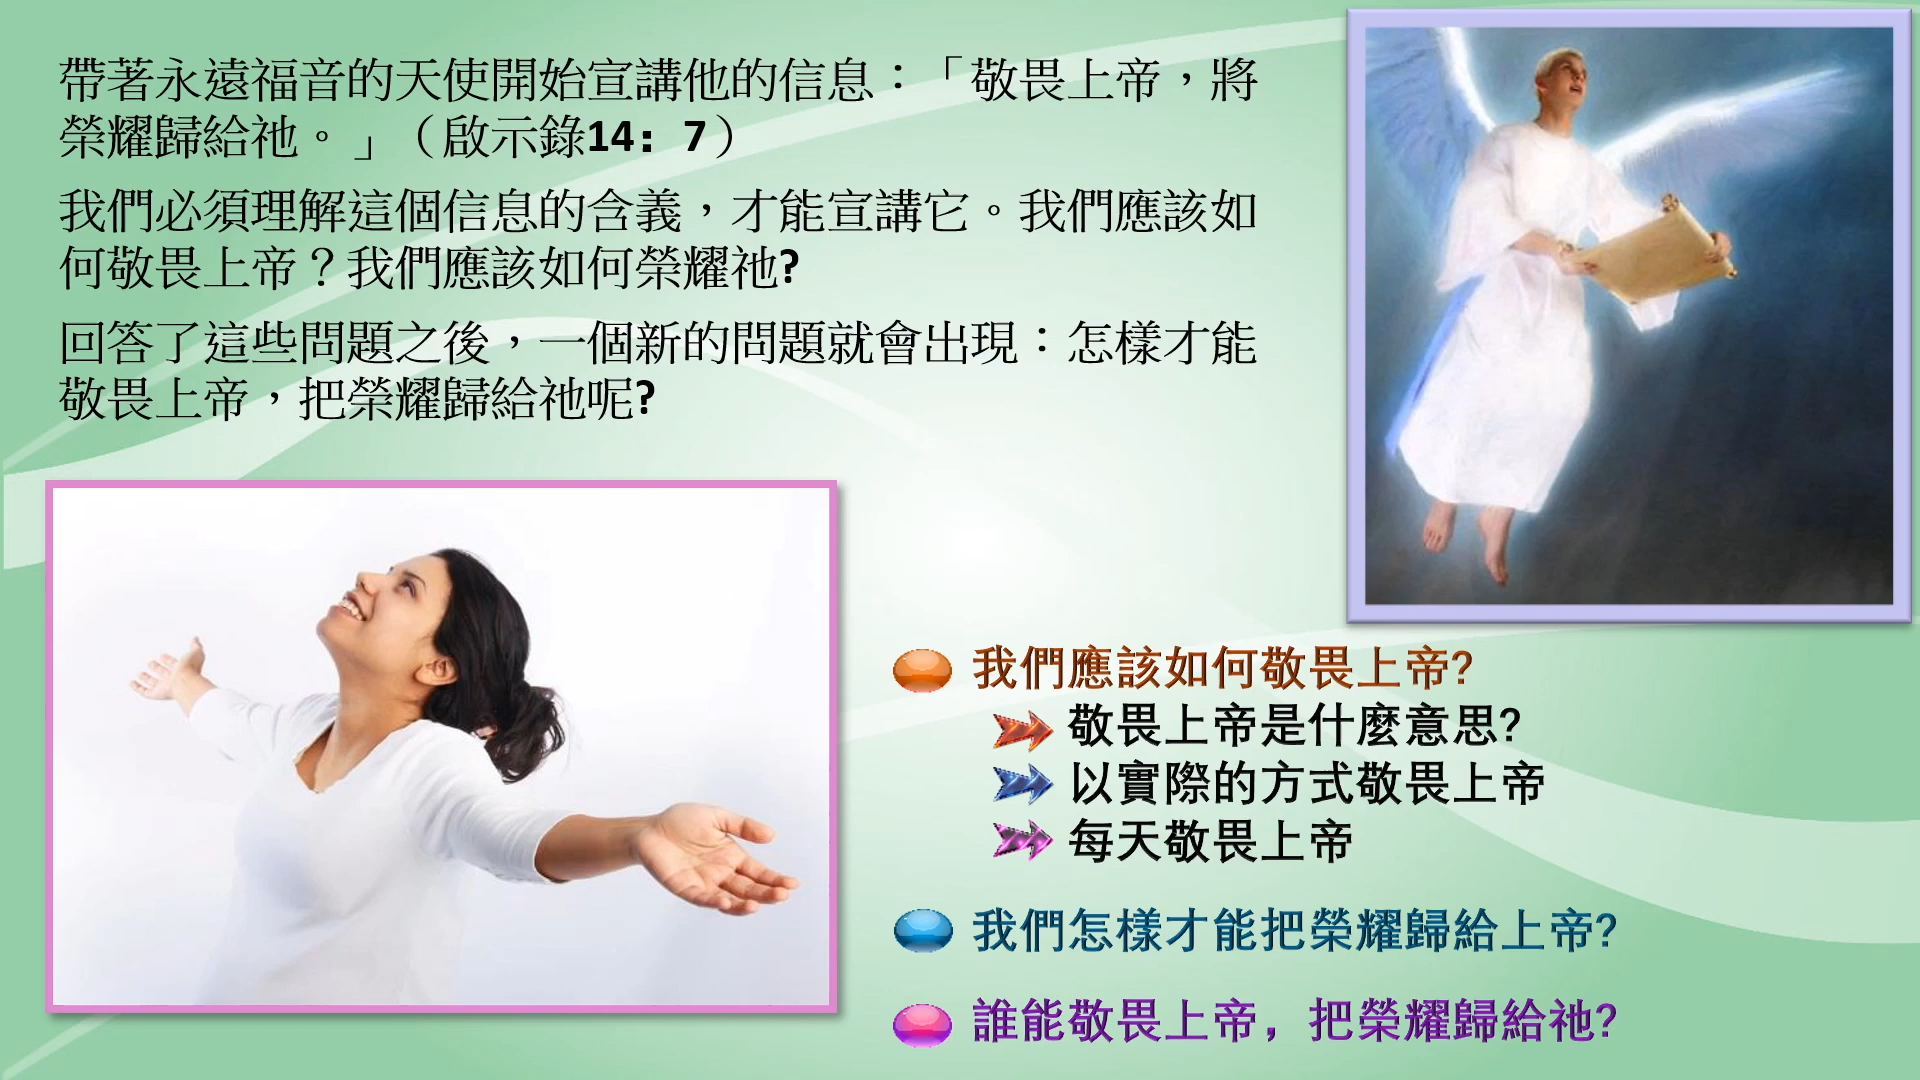 帶著永遠福音的天使開始宣講他的信息：「敬畏上帝，將
榮耀歸給祂。」（啟示錄14：7）
我們必須理解這個信息的含義，才能宣講它。我們應該如
何敬畏上帝？我們應該如何榮耀祂?
回答了這些問題之後，一個新的問題就會出現：怎樣才能
敬畏上帝，把榮耀歸給祂呢?
我們應該如何敬畏上帝?
敬畏上帝是什麼意思?
以實際的方式敬畏上帝
每天敬畏上帝
我們怎樣才能把榮耀歸給上帝?
誰能敬畏上帝，把榮耀歸給祂?